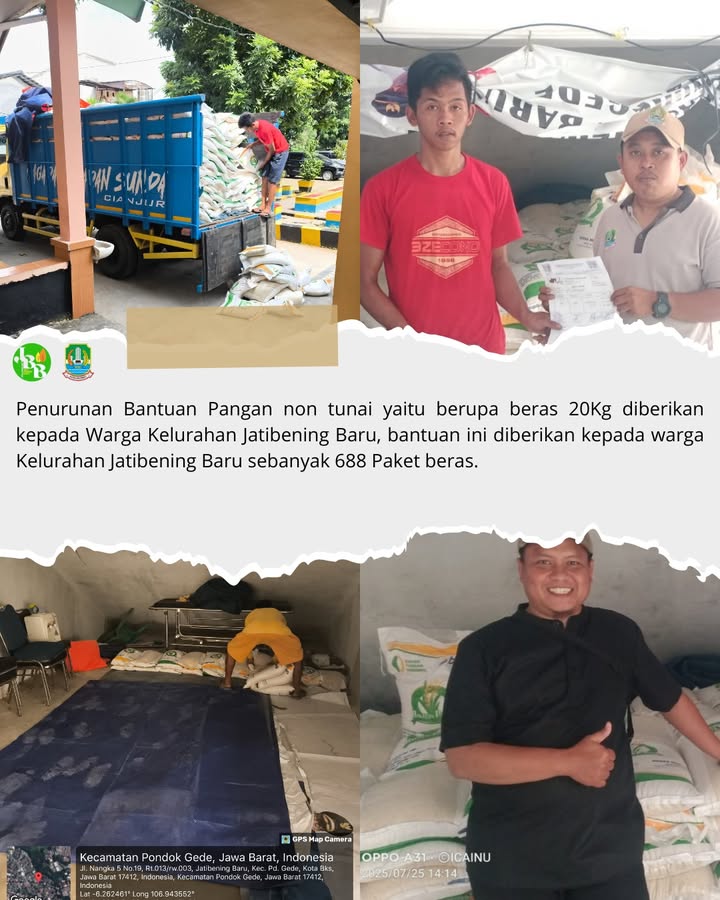 SUNDA
CIANJUR
BARU
1996
JBB
Penurunan Bantuan Pangan non tunai yaitu berupa beras 20Kg diberikan
kepada Warga Kelurahan Jatibening Baru, bantuan ini diberikan kepada warga
Kelurahan Jatibening Baru sebanyak 688 Paket beras.
GPS Map Camera
Kecamatan Pondok Gede, Jawa Barat, Indonesia
Jl. Nangka 5 No.19, Rt.013/rw.003, Jatibening Baru, Kec. Pd. Gede, Kota Bks,
Jawa Barat 17412, Indonesia, Kecamatan Pondok Gede, Jawa Barat 17412,
Indonesia
Lat -6.262461° Long 106.943552°
Google
OPPO A31 · ©ICAINU
2025/07/25 14:14